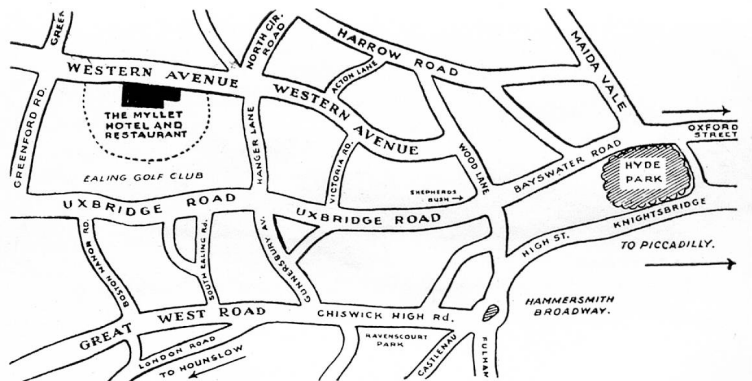 GREENFORD RD.
WESTERN AVENUE
NORTH CIR.
ROAD
HARROW ROAD
ACTON LANE
MAIDA VALE
THE MYLLET
HOTEL AND
RESTAURANT
EALING GOLF CLUB
HANGER LANE
WESTERN AVENUE
VICTORIA RD.
WOOD LANE
SHEPHERDS
BUSH
BAYSWATER ROAD
OXFORD
STREET
HYDE
PARK
UXBRIDGE ROAD
UXBRIDGE ROAD
HIGH ST.
KNIGHTSBRIDGE
TO PICCADILLY.
BOSTON MANOR RD.
SOUTH EALING Rd.
GUNNERSBURY AV.
GREAT WEST ROAD
CHISWICK HIGH Rd.
HAMMERSMITH
BROADWAY.
LONDON ROAD
TO HOUNSLOW
RAVENSCOURT
PARK
CASTLENAU
FULHAM